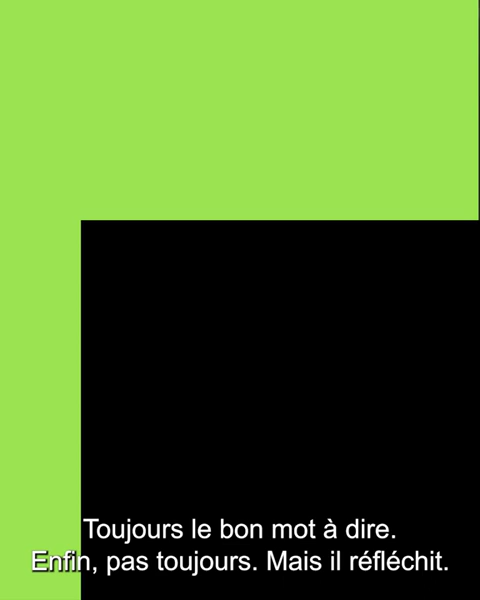 Toujours le bon mot à dire.
Enfin, pas toujours. Mais il réfléchit.